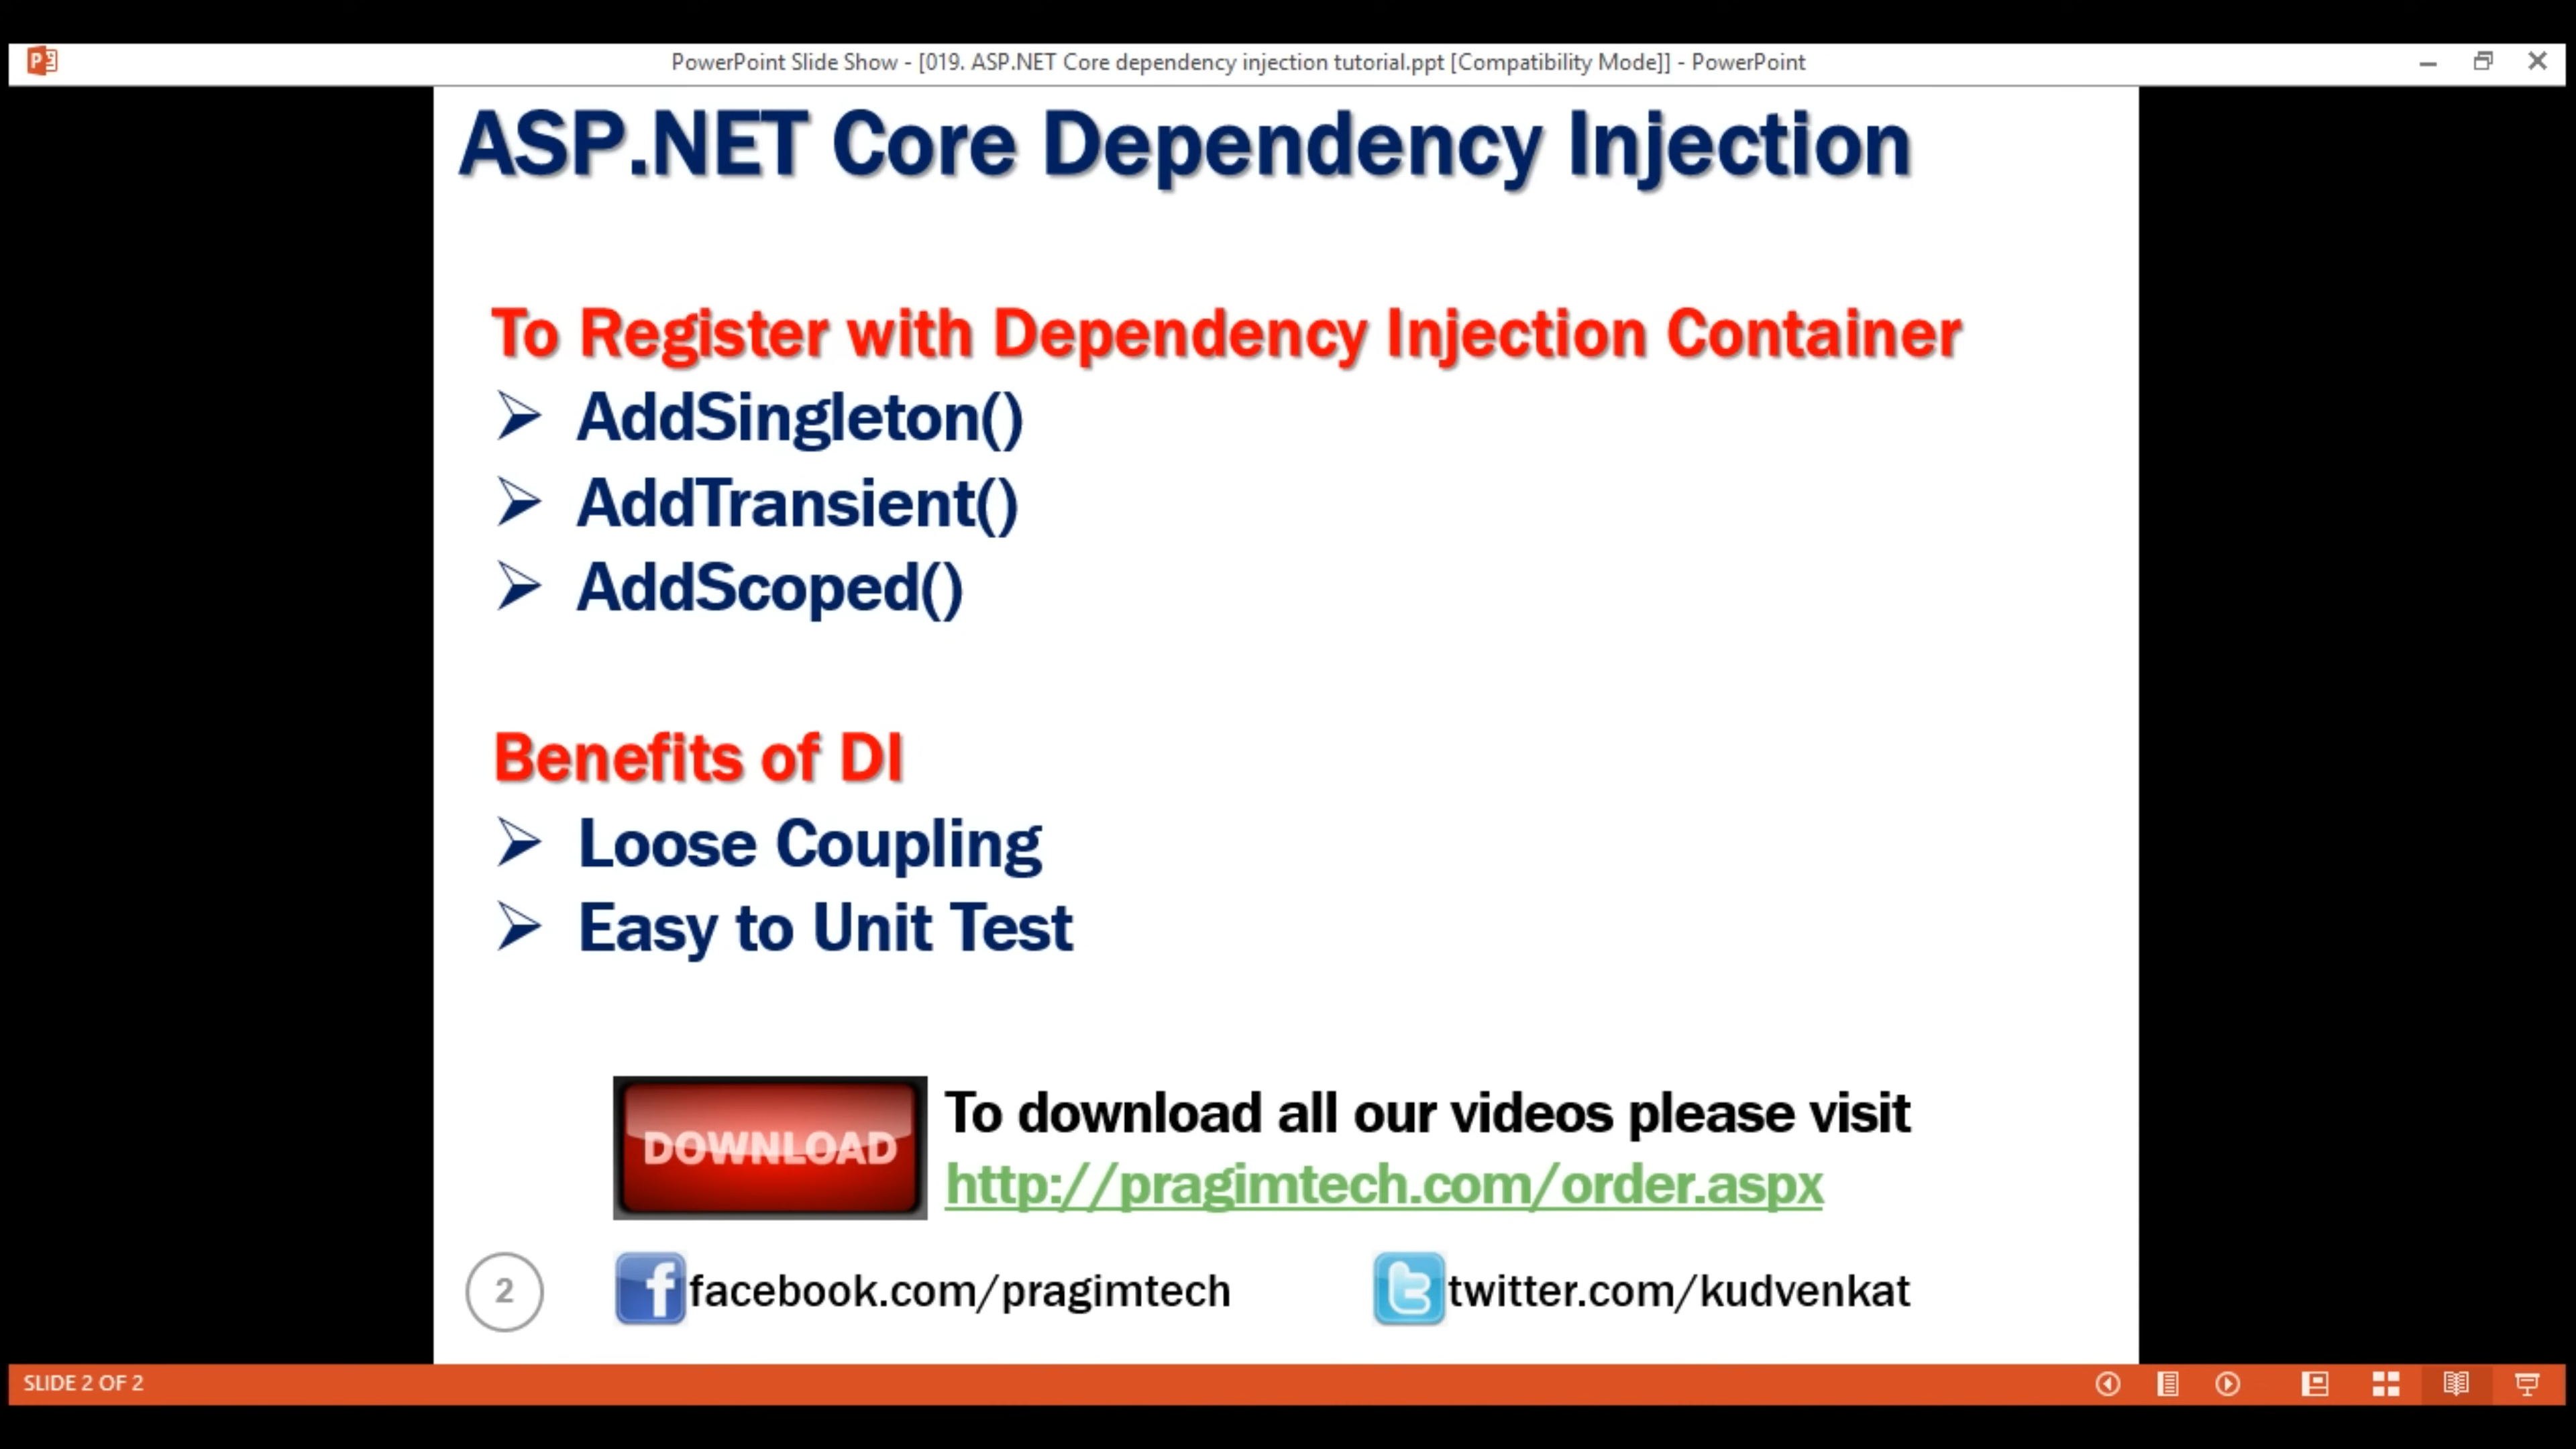 PowerPoint Slide Show - [019. ASP.NET Core dependency injection tutorial.ppt [Compatibility Mode]] - PowerPoint
ASP.NET Core Dependency Injection
To Register with Dependency Injection Container
AddSingleton()
AddTransient()
AddScoped()
Benefits of DI
Loose Coupling
Easy to Unit Test
DOWNLOAD
To download all our videos please visit
http://pragimtech.com/order.aspx
2
facebook.com/pragimtech
twitter.com/kudvenkat
SLIDE 2 OF 2